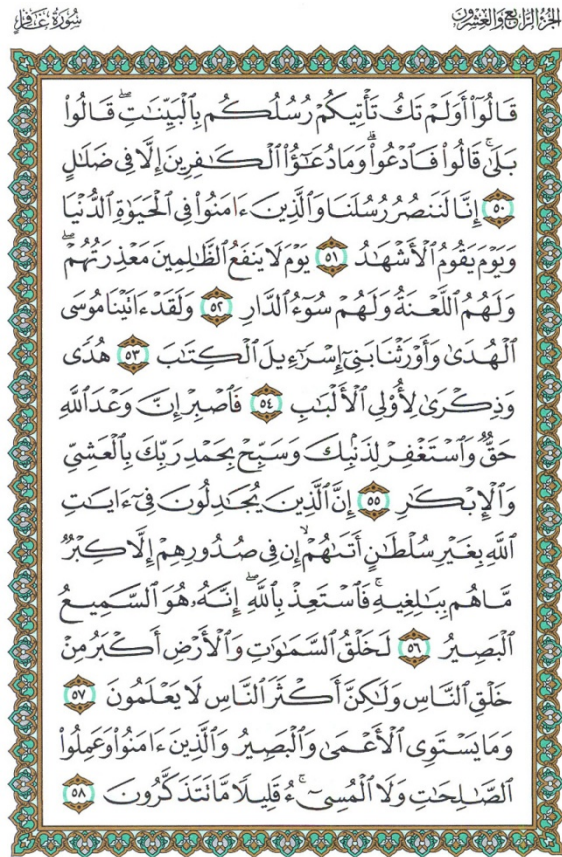 الجزء الرابع والعشرون
سورة غافر
قَالُوٓا۟ أَوَلَمْ تَكُ تَأْتِيكُمْ رُسُلُكُم بِٱلْبَيِّنَٰتِ ۖ قَالُوا۟
بَلَىٰ ۚ قَالُوا۟ فَٱدْعُوا۟ ۗ وَمَا دُعَٰٓؤُا۟ ٱلْكَٰفِرِينَ إِلَّا فِى ضَلَٰلٍ
٥٠ إِنَّا لَنَنصُرُ رُسُلَنَا وَٱلَّذِينَ ءَامَنُوا۟ فِى ٱلْحَيَوٰةِ ٱلدُّنْيَا
وَيَوْمَ يَقُومُ ٱلْأَشْهَٰدُ ٥١ يَوْمَ لَا يَنفَعُ ٱلظَّٰلِمِينَ مَعْذِرَتُهُمْ ۖ
وَلَهُمُ ٱللَّعْنَةُ وَلَهُمْ سُوٓءُ ٱلدَّارِ ٥٢ وَلَقَدْ ءَاتَيْنَا مُوسَى
ٱلْهُدَىٰ وَأَوْرَثْنَا بَنِىٓ إِسْرَٰٓءِيلَ ٱلْكِتَٰبَ ٥٣ هُدًى
وَذِكْرَىٰ لِأُو۟لِى ٱلْأَلْبَٰبِ ٥٤ فَٱصْبِرْ إِنَّ وَعْدَ ٱللَّهِ
حَقٌّ وَٱسْتَغْفِرْ لِذَنۢبِكَ وَسَبِّحْ بِحَمْدِ رَبِّكَ بِٱلْعَشِىِّ
وَٱلْإِبْكَٰرِ ٥٥ إِنَّ ٱلَّذِينَ يُجَٰدِلُونَ فِىٓ ءَايَٰتِ
ٱللَّهِ بِغَيْرِ سُلْطَٰنٍ أَتَىٰهُمْ ۙ إِن فِى صُدُورِهِمْ إِلَّا كِبْرٌ
مَّا هُم بِبَٰلِغِيهِ ۚ فَٱسْتَعِذْ بِٱللَّهِ ۖ إِنَّهُۥ هُوَ ٱلسَّمِيعُ
ٱلْبَصِيرُ ٥٦ لَخَلْقُ ٱلسَّمَٰوَٰتِ وَٱلْأَرْضِ أَكْبَرُ مِنْ
خَلْقِ ٱلنَّاسِ وَلَٰكِنَّ أَكْثَرَ ٱلنَّاسِ لَا يَعْلَمُونَ ٥٧
وَمَا يَسْتَوِى ٱلْأَعْمَىٰ وَٱلْبَصِيرُ وَٱلَّذِينَ ءَامَنُوا۟ وَعَمِلُوا۟
ٱلصَّٰلِحَٰتِ وَلَا ٱلْمُسِىٓءُ ۚ قَلِيلًا مَّا تَتَذَكَّرُونَ ٥٨